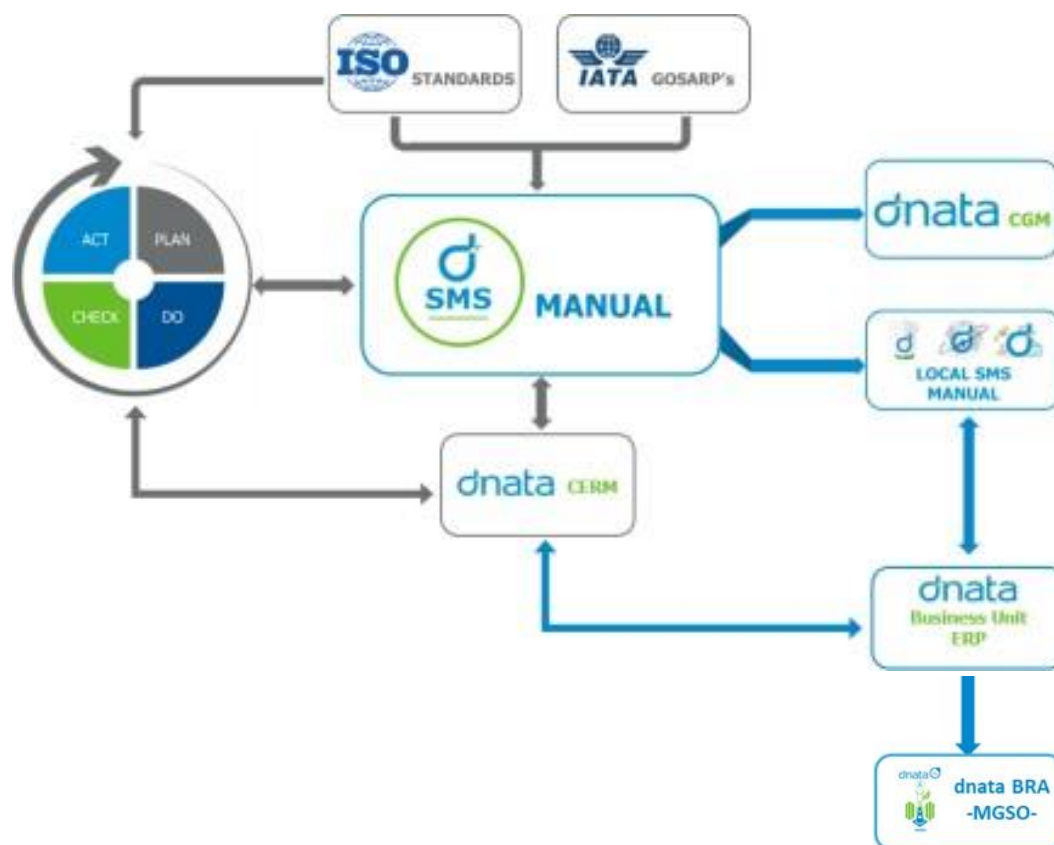 ISO STANDARDS
IATA GOSARP's
ACT
PLAN
CHECK
DO
d
SMS
MANUAL
dnata CGM
LOCAL SMS
MANUAL
dnata CERM
dnata
Business Unit
ERP
dnata
dnata BRA
-MGSO-